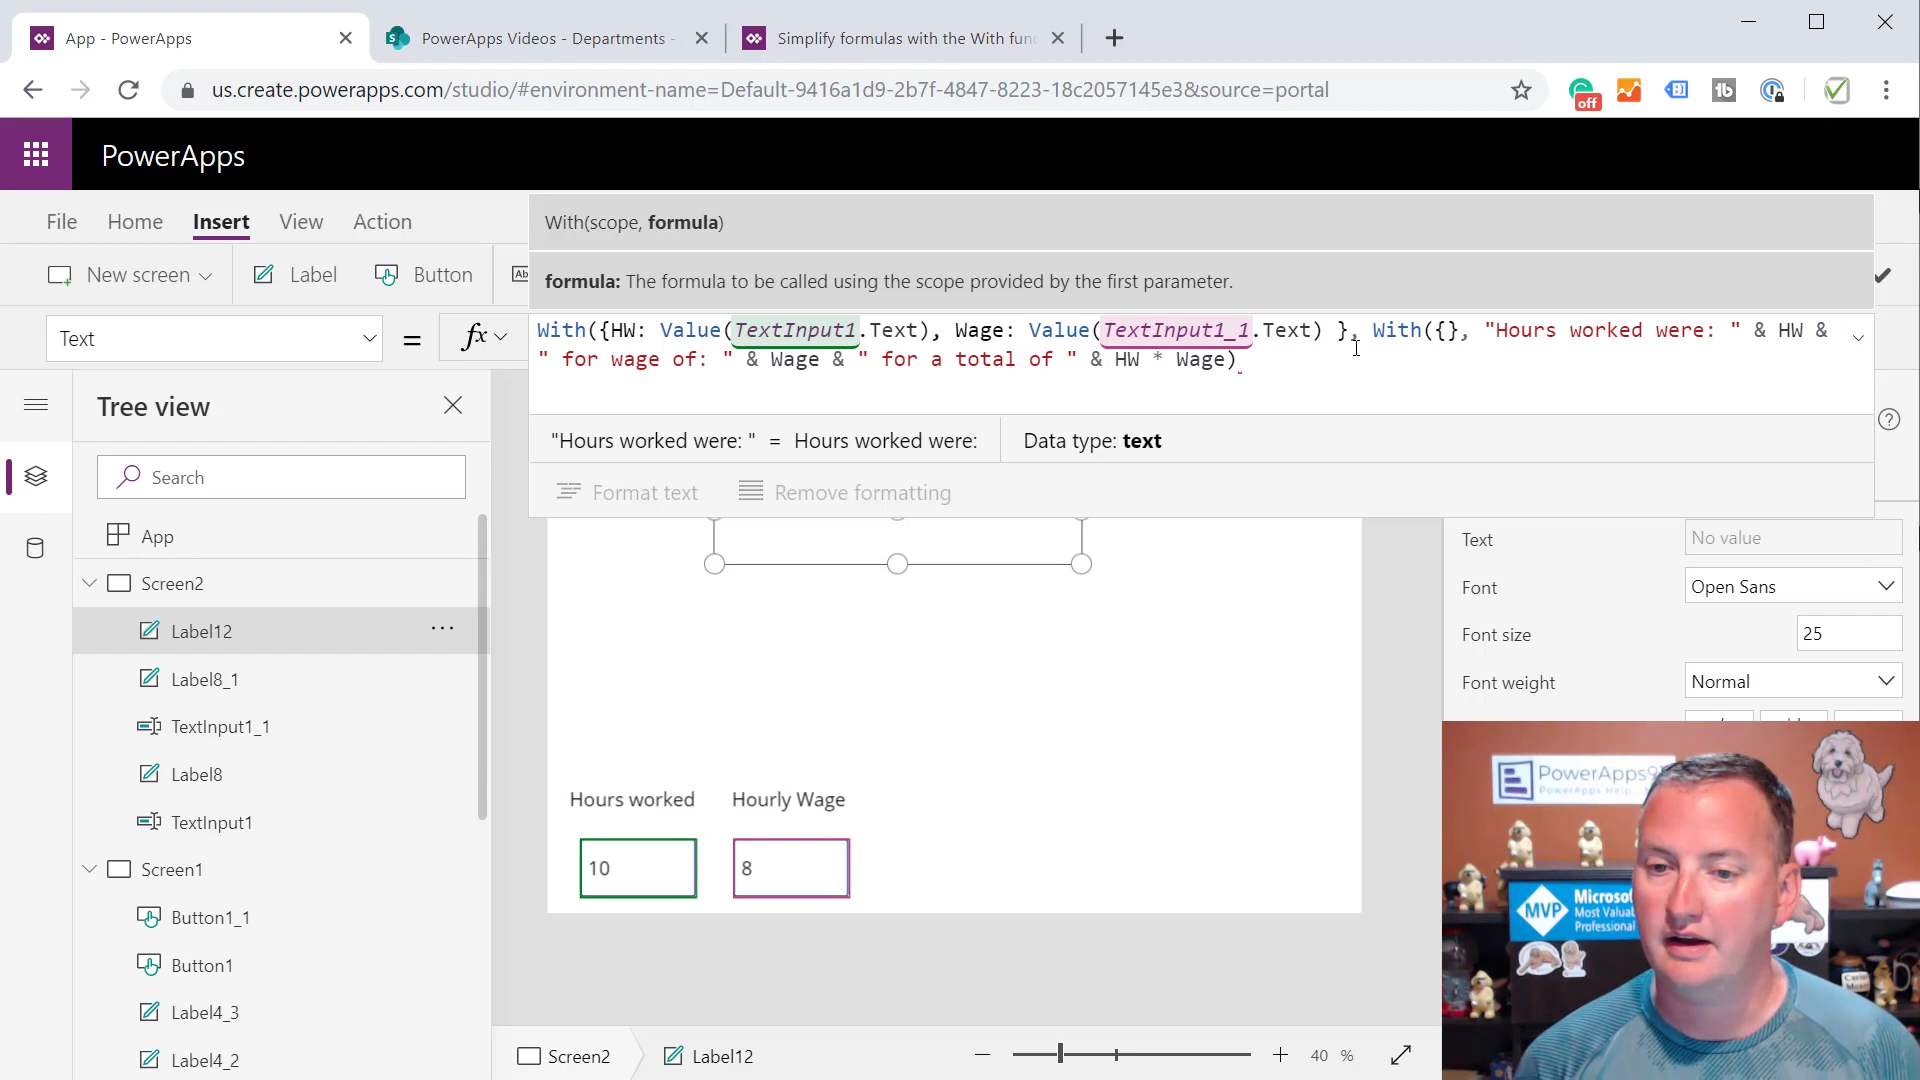 App - PowerApps
PowerApps Videos - Departments -
Simplify formulas with the With func
us.create.powerapps.com/studio/#environment-name=Default-9416a1d9-2b7f-4847-8223-18c2057145e3&source=portal
off
PowerApps
File Home Insert View Action
With(scope, formula)
New screen Label Button
formula: The formula to be called using the scope provided by the first parameter.
Text = fx
With({HW: Value(TextInput1.Text), Wage: Value(TextInput1_1.Text) }, With({}, "Hours worked were: " & HW &
" for wage of: " & Wage & " for a total of " & HW * Wage)
"Hours worked were: " = Hours worked were: Data type: text
Format text Remove formatting
Tree view
Search
App
Screen2
Label12
Label8_1
TextInput1_1
Label8
TextInput1
Screen1
Button1_1
Button1
Label4_3
Label4_2
Hours worked Hourly Wage
10 8
Text No value
Font Open Sans
Font size 25
Font weight Normal
Screen2 Label12 40 %
PowerApps9
PowerApps Help
MVP
Microsof
Most Valuab
Professional